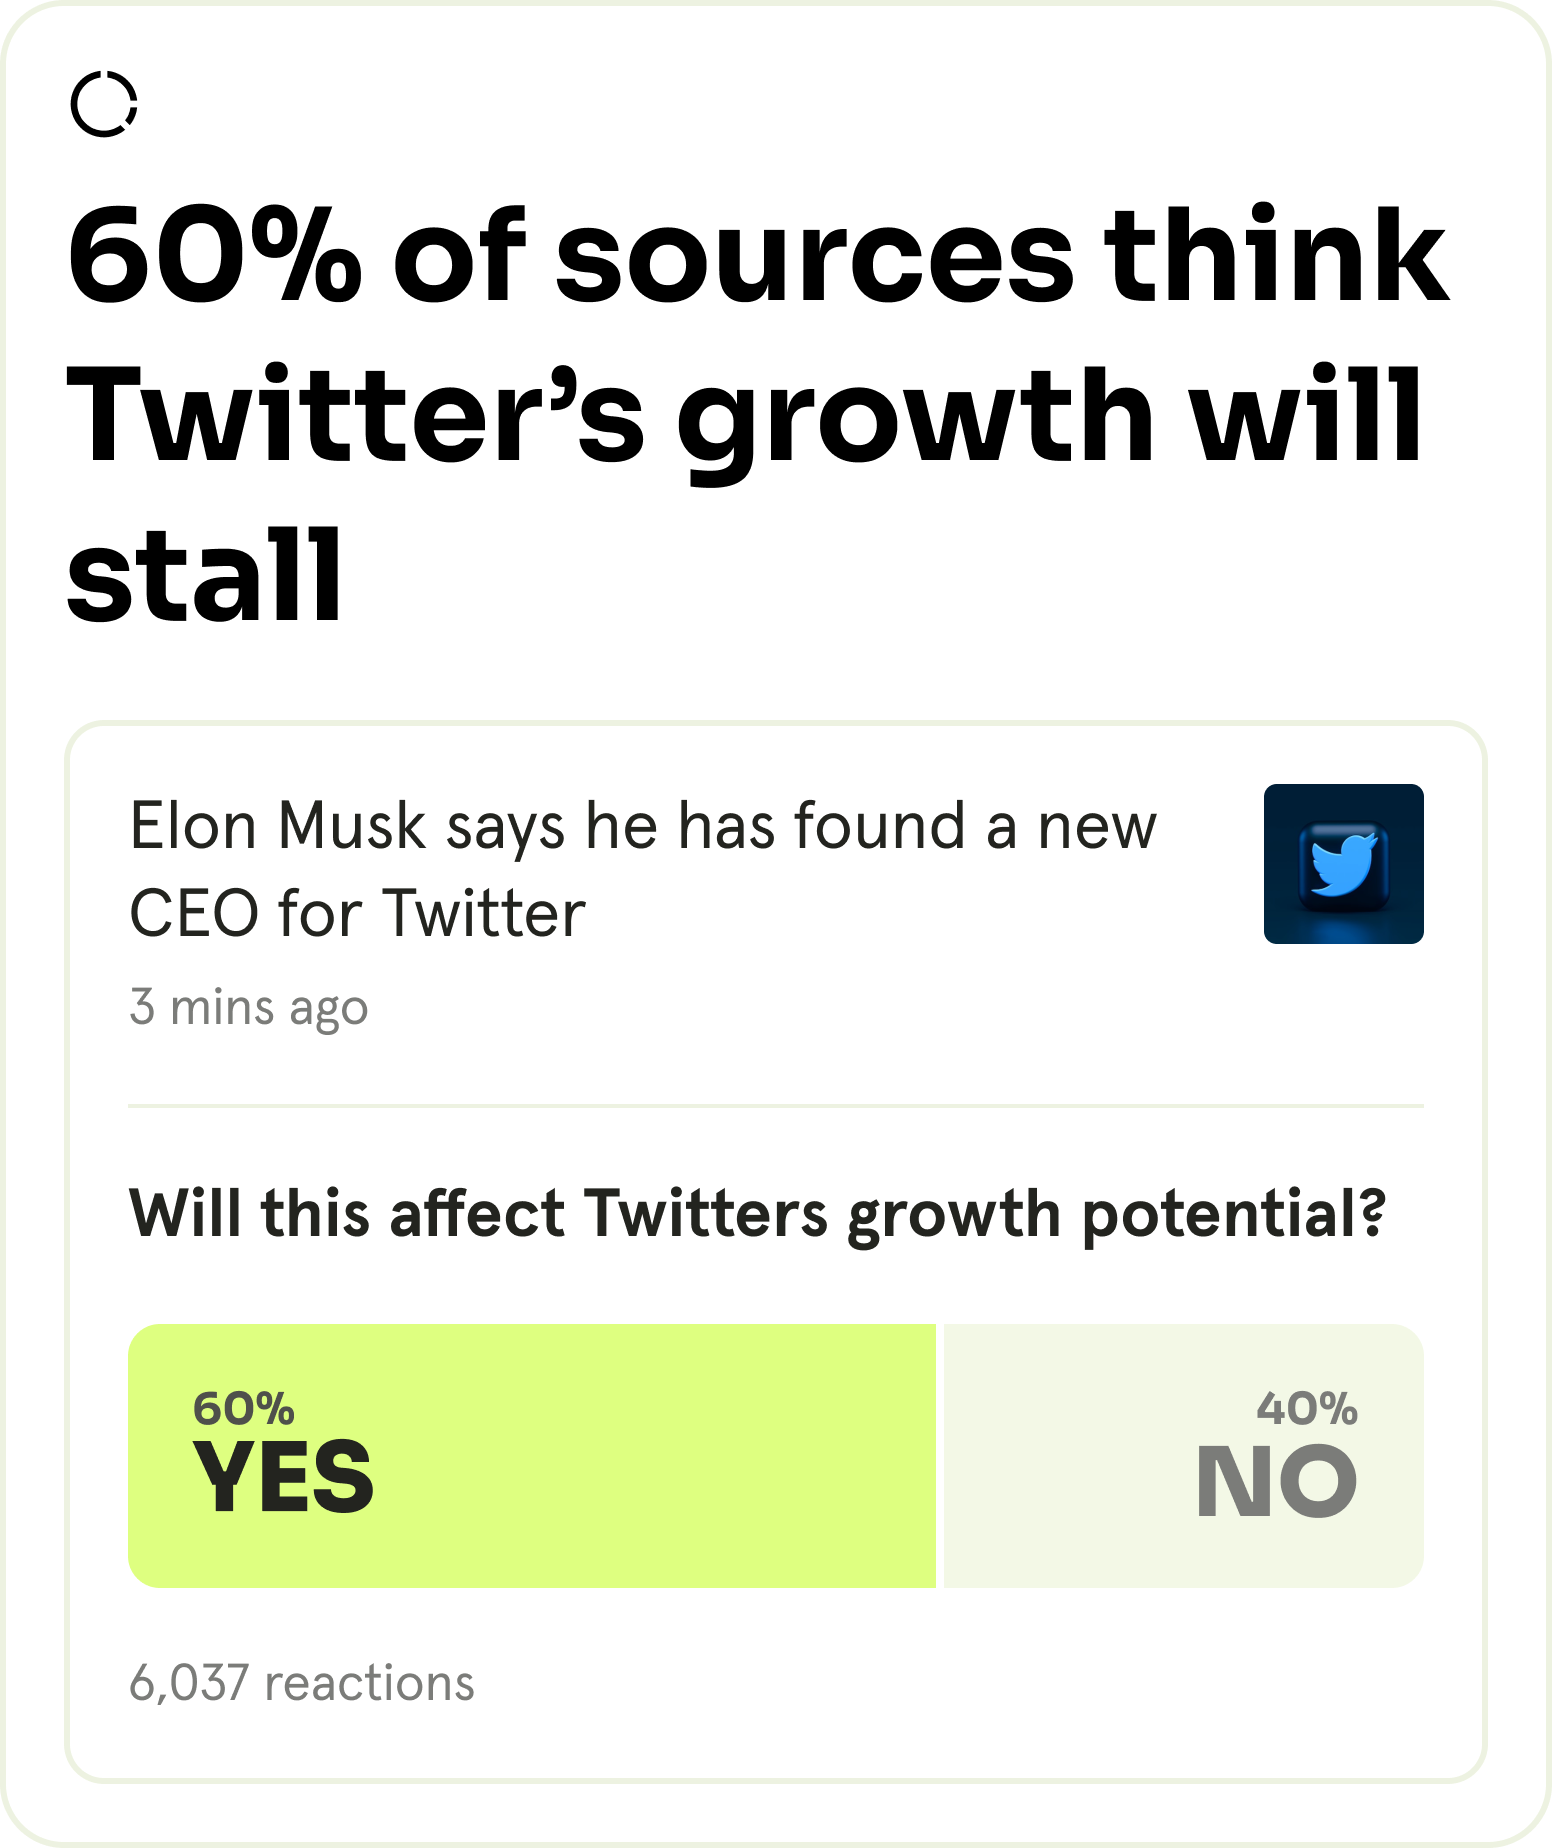 60% of sources think
Twitter’s growth will
stall
Elon Musk says he has found a new
CEO for Twitter
3 mins ago
Will this affect Twitters growth potential?
60%
YES
40%
NO
6,037 reactions